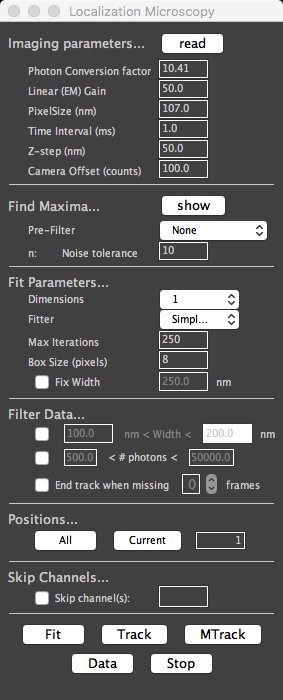 Localization Microscopy
Imaging parameters... read
Photon Conversion factor 10.41
Linear (EM) Gain 50.0
PixelSize (nm) 107.0
Time Interval (ms) 1.0
Z-step (nm) 50.0
Camera Offset (counts) 100.0
Find Maxima... show
Pre-Filter None
n: Noise tolerance 10
Fit Parameters...
Dimensions 1
Fitter Simpl...
Max Iterations 250
Box Size (pixels) 8
Fix Width 250.0 nm
Filter Data...
100.0 nm < Width < 200.0 nm
500.0 < # photons < 50000.0
End track when missing 0 frames
Positions...
All Current 1
Skip Channels...
Skip channel(s):
Fit Track MTrack
Data Stop